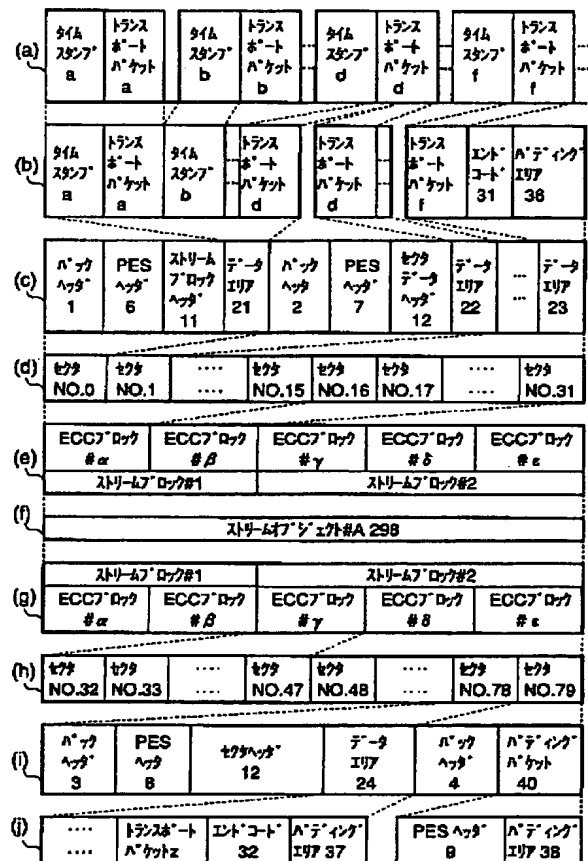 (a) タイムスタンプ a トランスポートパケット a タイムスタンプ b トランスポートパケット b タイムスタンプ d トランスポートパケット d タイムスタンプ f トランスポートパケット f
(b) タイムスタンプ a トランスポートパケット a タイムスタンプ b トランスポートパケット d トランスポートパケット d トランスポートパケット f エンドコード 31 パディングエリア 36
(c) パックヘッダ 1 PESヘッダ 6 ストリームブロックヘッダ 11 データエリア 21 パックヘッダ 2 PESヘッダ 7 セクタデータヘッダ 12 データエリア 22 ‥‥ データエリア 23
(d) セクタ NO.0 セクタ NO.1 ‥‥ セクタ NO.15 セクタ NO.16 セクタ NO.17 ‥‥ セクタ NO.31
(e) ECCブロック #α ECCブロック #β ECCブロック #γ ECCブロック #δ ECCブロック #ε
ストリームブロック#1 ストリームブロック#2
(f) ストリームオブジェクト#A 298
(g) ストリームブロック#1 ストリームブロック#2
ECCブロック #α ECCブロック #β ECCブロック #γ ECCブロック #δ ECCブロック #ε
(h) セクタ NO.32 セクタ NO.33 ‥‥ セクタ NO.47 セクタ NO.48 ‥‥ セクタ NO.78 セクタ NO.79
(i) パックヘッダ 3 PESヘッダ 8 セクタヘッダ 12 データエリア 24 パックヘッダ 4 パディングパケット 40
(j) ‥‥ トランスポートパケットz エンドコード 32 パディングエリア 37 PESヘッダ 9 パディングエリア 38